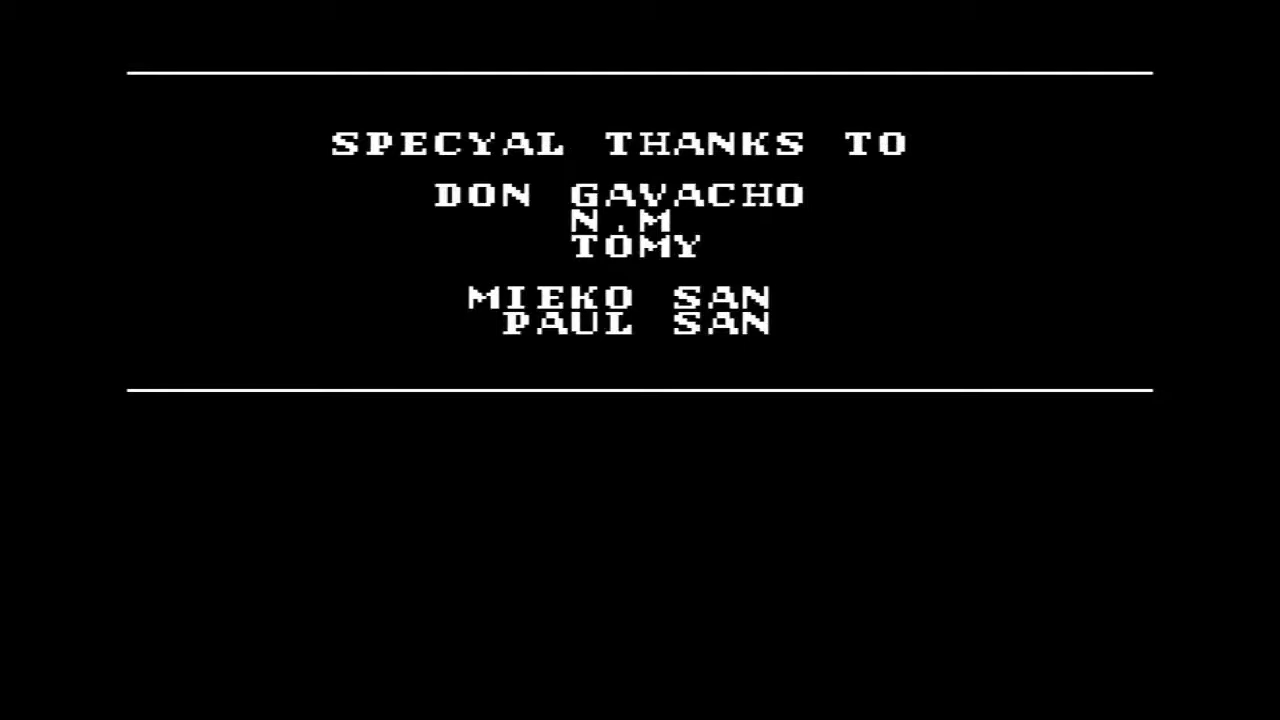 SPECYAL THANKS TO
DON GAVACHO
N.M
TOMY
MIEKO SAN
PAUL SAN